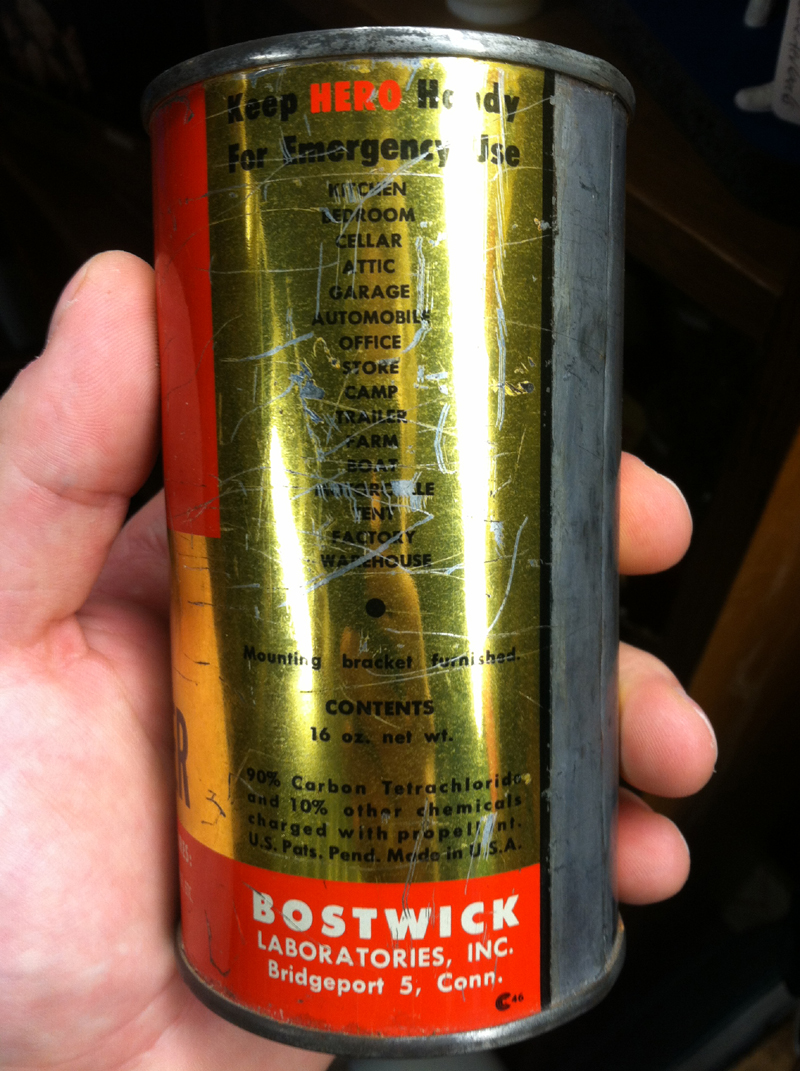 Keep HERO Handy
For Emergency Use
KITCHEN
BEDROOM
CELLAR
ATTIC
GARAGE
AUTOMOBILE
OFFICE
STORE
CAMP
TRAILER
FARM
BOAT
TENT
FACTORY
WAREHOUSE
Mounting bracket furnished.
CONTENTS
16 oz. net wt.
90% Carbon Tetrachloride
and 10% other chemicals
charged with propellent.
U.S. Pats. Pend. Made in U.S.A.
BOSTWICK
LABORATORIES, INC.
Bridgeport 5, Conn.
C 46
R